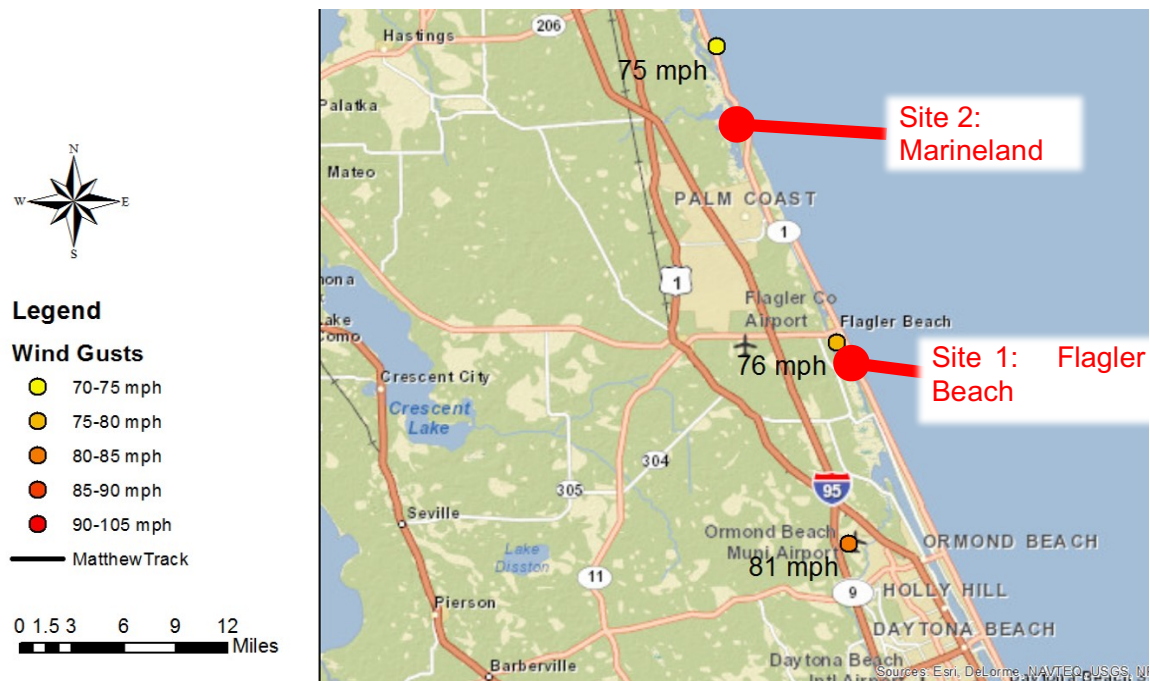 N
W
E
S
Legend
Wind Gusts
70-75 mph
75-80 mph
80-85 mph
85-90 mph
90-105 mph
MatthewTrack
0 1.5 3 6 9 12
Miles
206
Hastings
75 mph
Palatka
Site 2:
Marineland
Mateo
PALM COAST
1
1
Flagler Co
Airport
Flagler Beach
Lake
Como
76 mph
Site 1: Flagler
Beach
Crescent City
Crescent
Lake
304
305
95
Seville
Ormond Beach
Muni Airport
ORMOND BEACH
Lake
Disston
81 mph
11
9
HOLLY HILL
Pierson
DAYTONA BEACH
Barberville
Daytona Beach
Intl Airport
Sources: Esri, DeLorme, NAVTEQ, USGS,